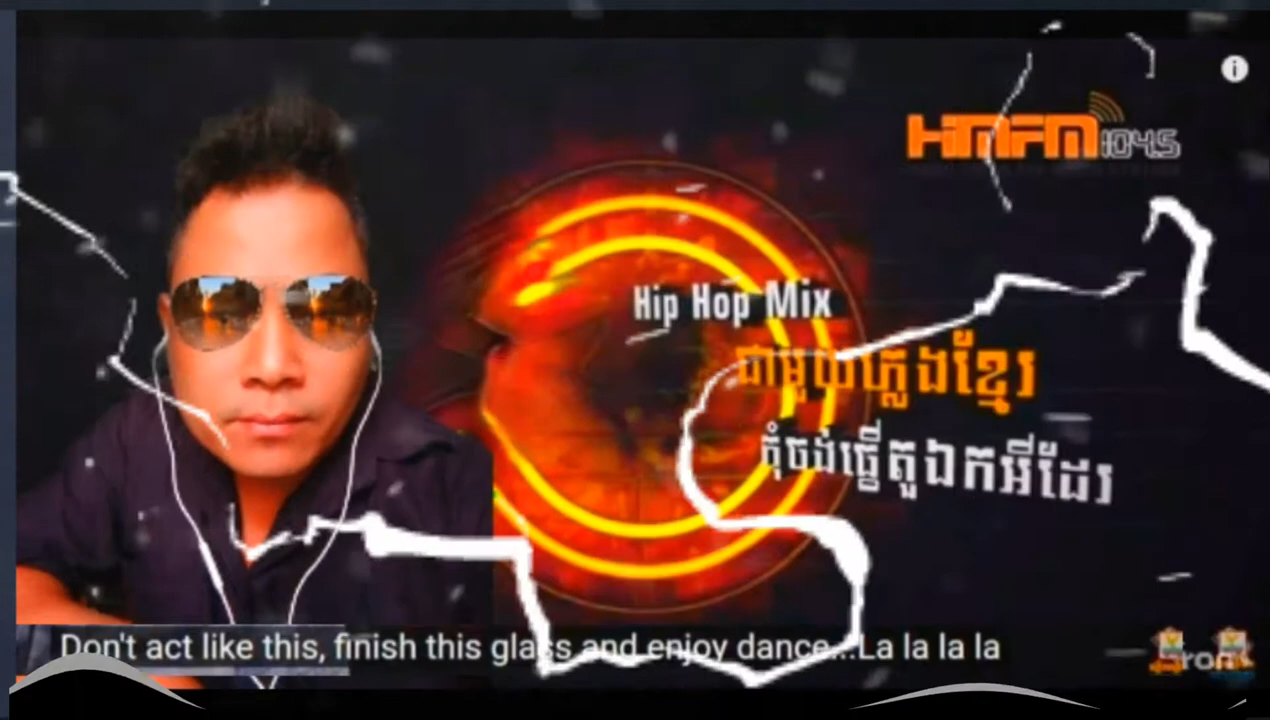 HMFM 104.5
Hip Hop Mix
ជាមួយភ្លេងខ្មែរ
កុំចង់ធ្វើតួឯកអីដែរ
Don't act like this, finish this glass and enjoy dance...La la la la